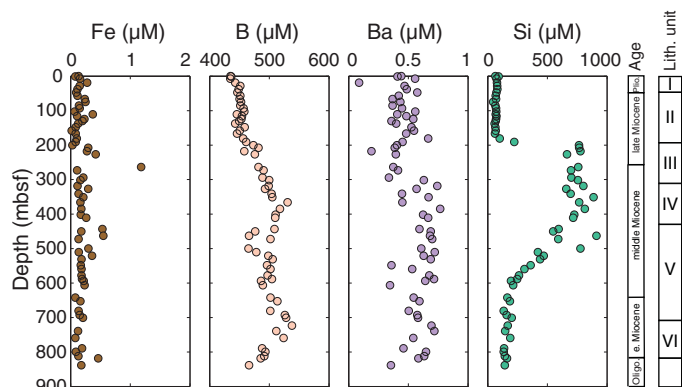 Fe (µM) B (µM) Ba (µM) Si (µM)
0 1 2 400 500 600 0 0.5 1 0 500 1000 Age Lith. unit
0
100
200
300
400
500
600
700
800
900
Depth (mbsf)
Plio.
late Miocene
middle Miocene
e. Miocene
Oligo.
I
II
III
IV
V
VI